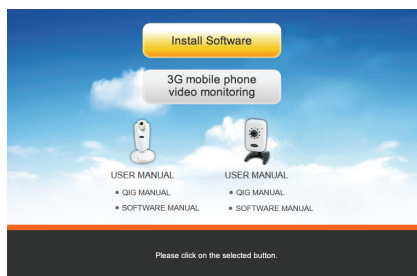 Install Software
3G mobile phone
video monitoring
USER MANUAL
USER MANUAL
• QIG MANUAL
• QIG MANUAL
• SOFTWARE MANUAL
• SOFTWARE MANUAL
Please click on the selected button.